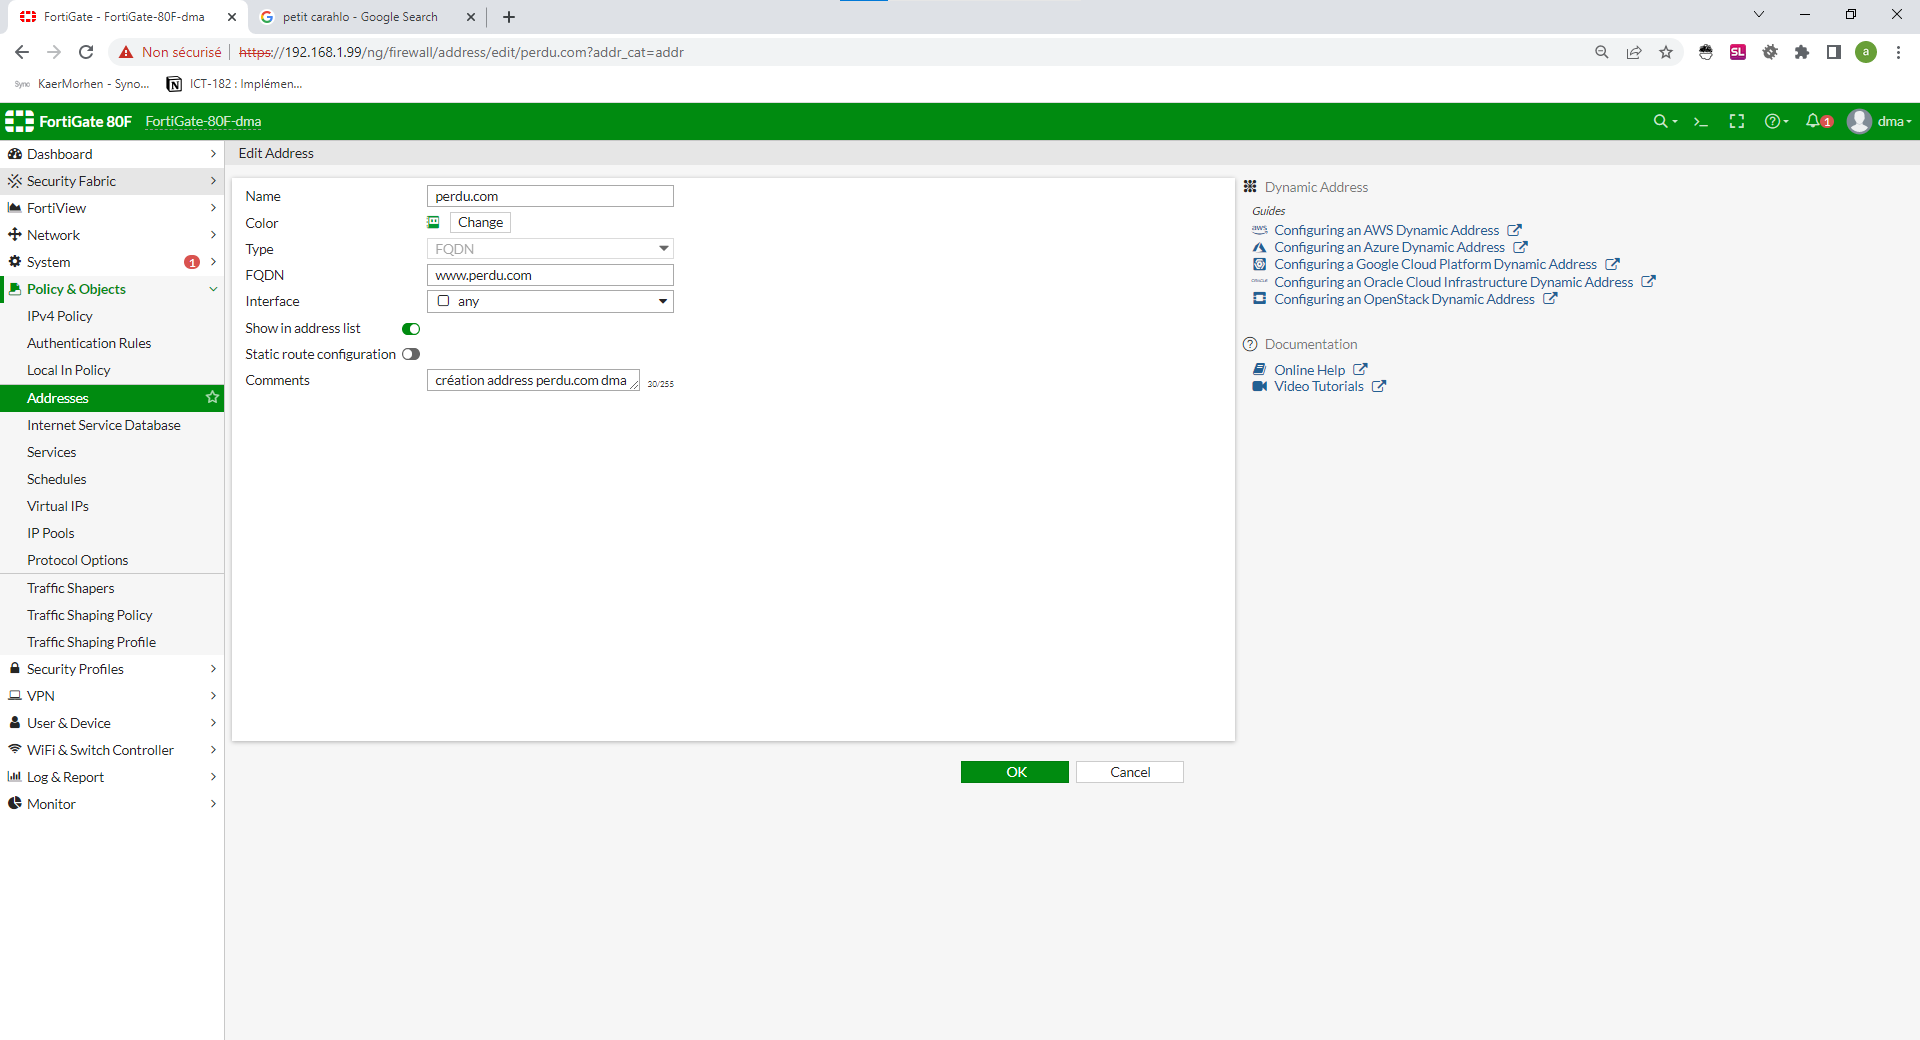 FortiGate - FortiGate-80F-dma
petit carahlo - Google Search
Non sécurisé https://192.168.1.99/ng/firewall/address/edit/perdu.com?addr_cat=addr
SL
a
Sync KaerMorhen - Syno...
ICT-182 : Implémen...
FortiGate 80F FortiGate-80F-dma
1 dma
Dashboard
Security Fabric
FortiView
Network
System 1
Policy & Objects
IPv4 Policy
Authentication Rules
Local In Policy
Addresses
Internet Service Database
Services
Schedules
Virtual IPs
IP Pools
Protocol Options
Traffic Shapers
Traffic Shaping Policy
Traffic Shaping Profile
Security Profiles
VPN
User & Device
WiFi & Switch Controller
Log & Report
Monitor
Edit Address
Name perdu.com
Color Change
Type FQDN
FQDN www.perdu.com
Interface any
Show in address list
Static route configuration
Comments création address perdu.com dma 30/255
OK Cancel
Dynamic Address
Guides
aws Configuring an AWS Dynamic Address
Configuring an Azure Dynamic Address
Configuring a Google Cloud Platform Dynamic Address
ORACLE Configuring an Oracle Cloud Infrastructure Dynamic Address
Configuring an OpenStack Dynamic Address
Documentation
Online Help
Video Tutorials